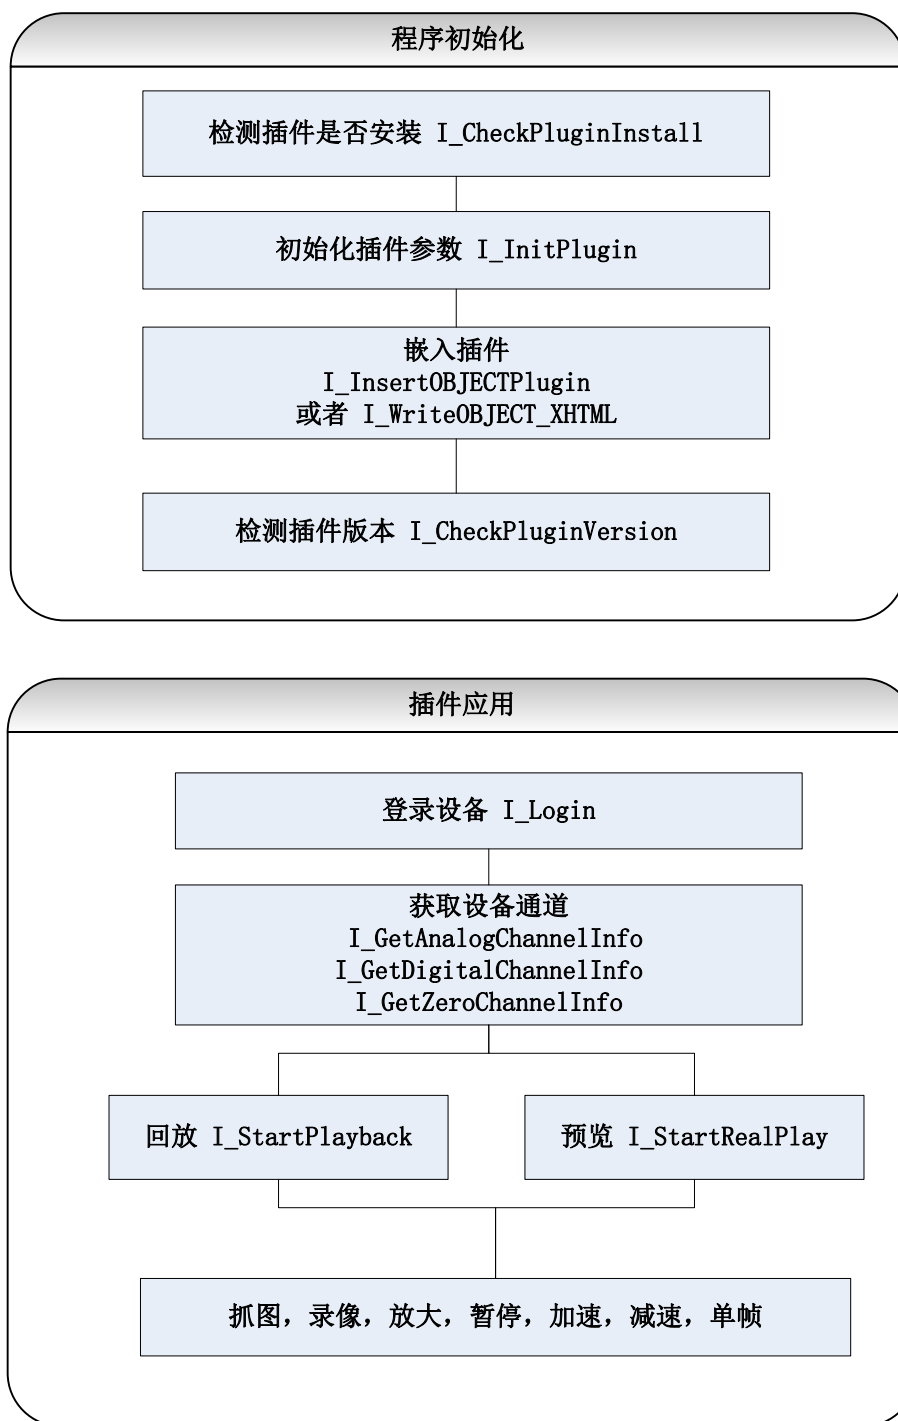 程序初始化
检测插件是否安装 I_CheckPluginInstall
初始化插件参数 I_InitPlugin
嵌入插件
I_InsertOBJECTPlugin
或者 I_WriteOBJECT_XHTML
检测插件版本 I_CheckPluginVersion
插件应用
登录设备 I_Login
获取设备通道
I_GetAnalogChannelInfo
I_GetDigitalChannelInfo
I_GetZeroChannelInfo
回放 I_StartPlayback
预览 I_StartRealPlay
抓图，录像，放大，暂停，加速，减速，单帧